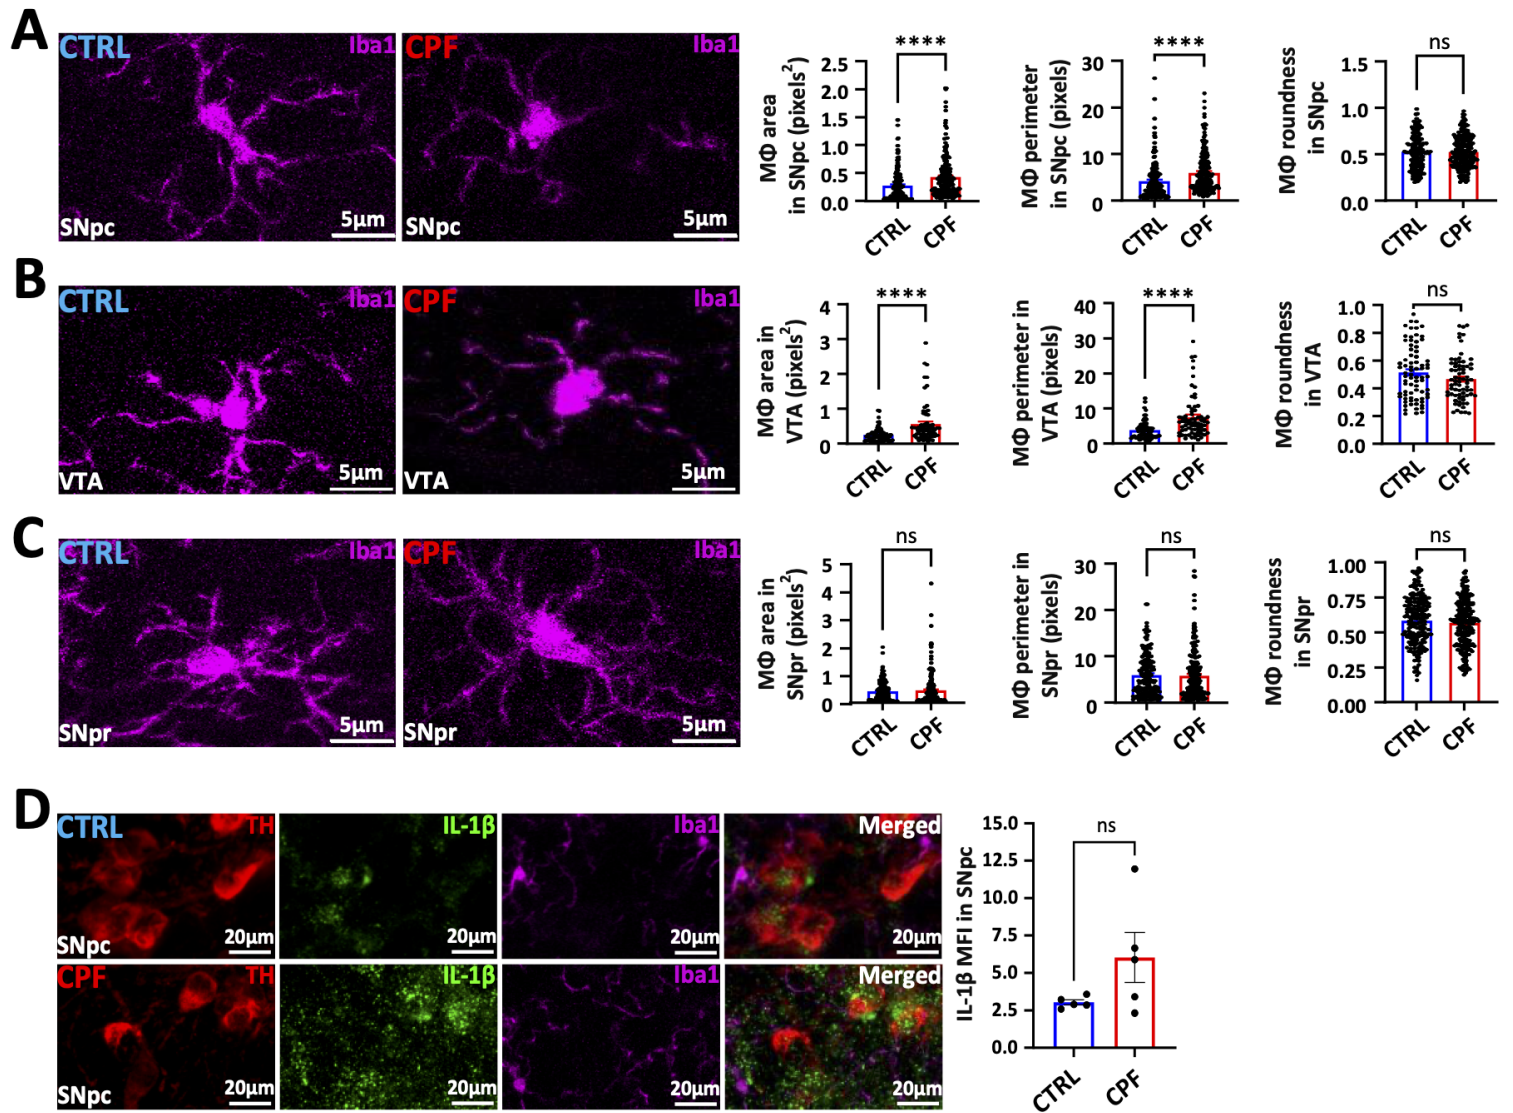 A
CTRL Iba1
SNpc 5µm
CPF Iba1
SNpc 5µm
MΦ area
in SNpc (pixels²)
2.5
2.0
1.5
1.0
0.5
0.0
****
CTRL CPF
MΦ perimeter
in SNpc (pixels)
30
20
10
0
****
CTRL CPF
MΦ roundness
in SNpc
1.5
1.0
0.5
0.0
ns
CTRL CPF
B
CTRL Iba1
VTA 5µm
CPF Iba1
VTA 5µm
MΦ area in
VTA (pixels²)
4
3
2
1
0
****
CTRL CPF
MΦ perimeter in
VTA (pixels)
40
30
20
10
0
****
CTRL CPF
MΦ roundness
in VTA
1.0
0.8
0.6
0.4
0.2
0.0
ns
CTRL CPF
C
CTRL Iba1
SNpr 5µm
CPF Iba1
SNpr 5µm
MΦ area in
SNpr (pixels²)
5
4
3
2
1
0
ns
CTRL CPF
MΦ perimeter in
SNpr (pixels)
30
20
10
0
ns
CTRL CPF
MΦ roundness
in SNpr
1.00
0.75
0.50
0.25
0.00
ns
CTRL CPF
D
CTRL TH
SNpc 20µm
IL-1β
20µm
Iba1
20µm
Merged
20µm
CPF TH
SNpc 20µm
IL-1β
20µm
Iba1
20µm
Merged
20µm
IL-1β MFI in SNpc
15.0
12.5
10.0
7.5
5.0
2.5
0.0
ns
CTRL CPF